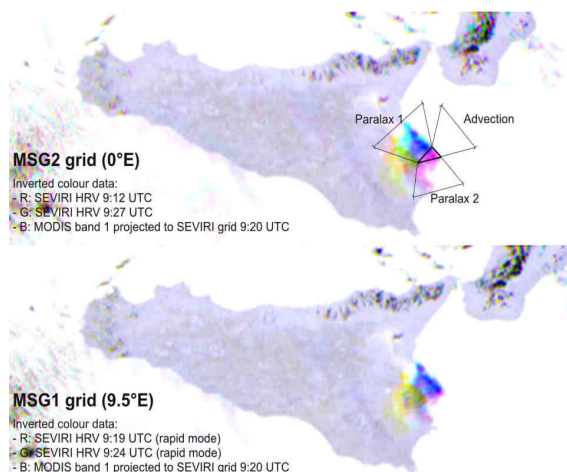 Paralax 1
Advection
MSG2 grid (0°E)
Paralax 2
Inverted colour data:
- R: SEVIRI HRV 9:12 UTC
- G: SEVIRI HRV 9:27 UTC
- B: MODIS band 1 projected to SEVIRI grid 9:20 UTC
MSG1 grid (9.5°E)
Inverted colour data:
- R: SEVIRI HRV 9:19 UTC (rapid mode)
- G: SEVIRI HRV 9:24 UTC (rapid mode)
- B: MODIS band 1 projected to SEVIRI grid 9:20 UTC